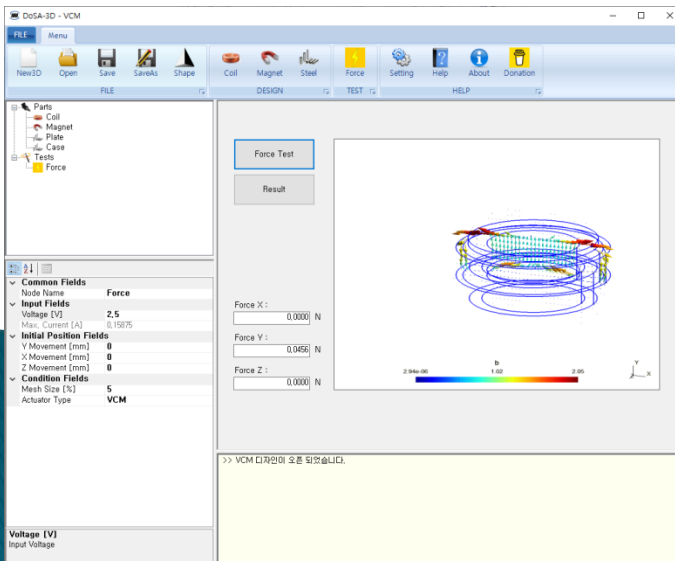 DoSA-3D - VCM
FILE Menu
New3D Open Save SaveAs Shape Coil Magnet Steel Force Setting Help About Donation
FILE DESIGN TEST HELP
Parts
Coil
Magnet
Plate
Case
Tests
Force
Force Test
Result
Force X :
0,0000 N
Force Y :
0,0456 N
Force Z :
0,0000 N
b
2.94e-06 1.02 2.05
Y
Z X
Common Fields
Node Name Force
Input Fields
Voltage [V] 2,5
Max, Current [A] 0,15875
Initial Position Fields
Y Movement [mm] 0
X Movement [mm] 0
Z Movement [mm] 0
Condition Fields
Mesh Size [%] 5
Actuator Type VCM
Voltage [V]
Input Voltage
>> VCM 디자인이 오픈 되었습니다,